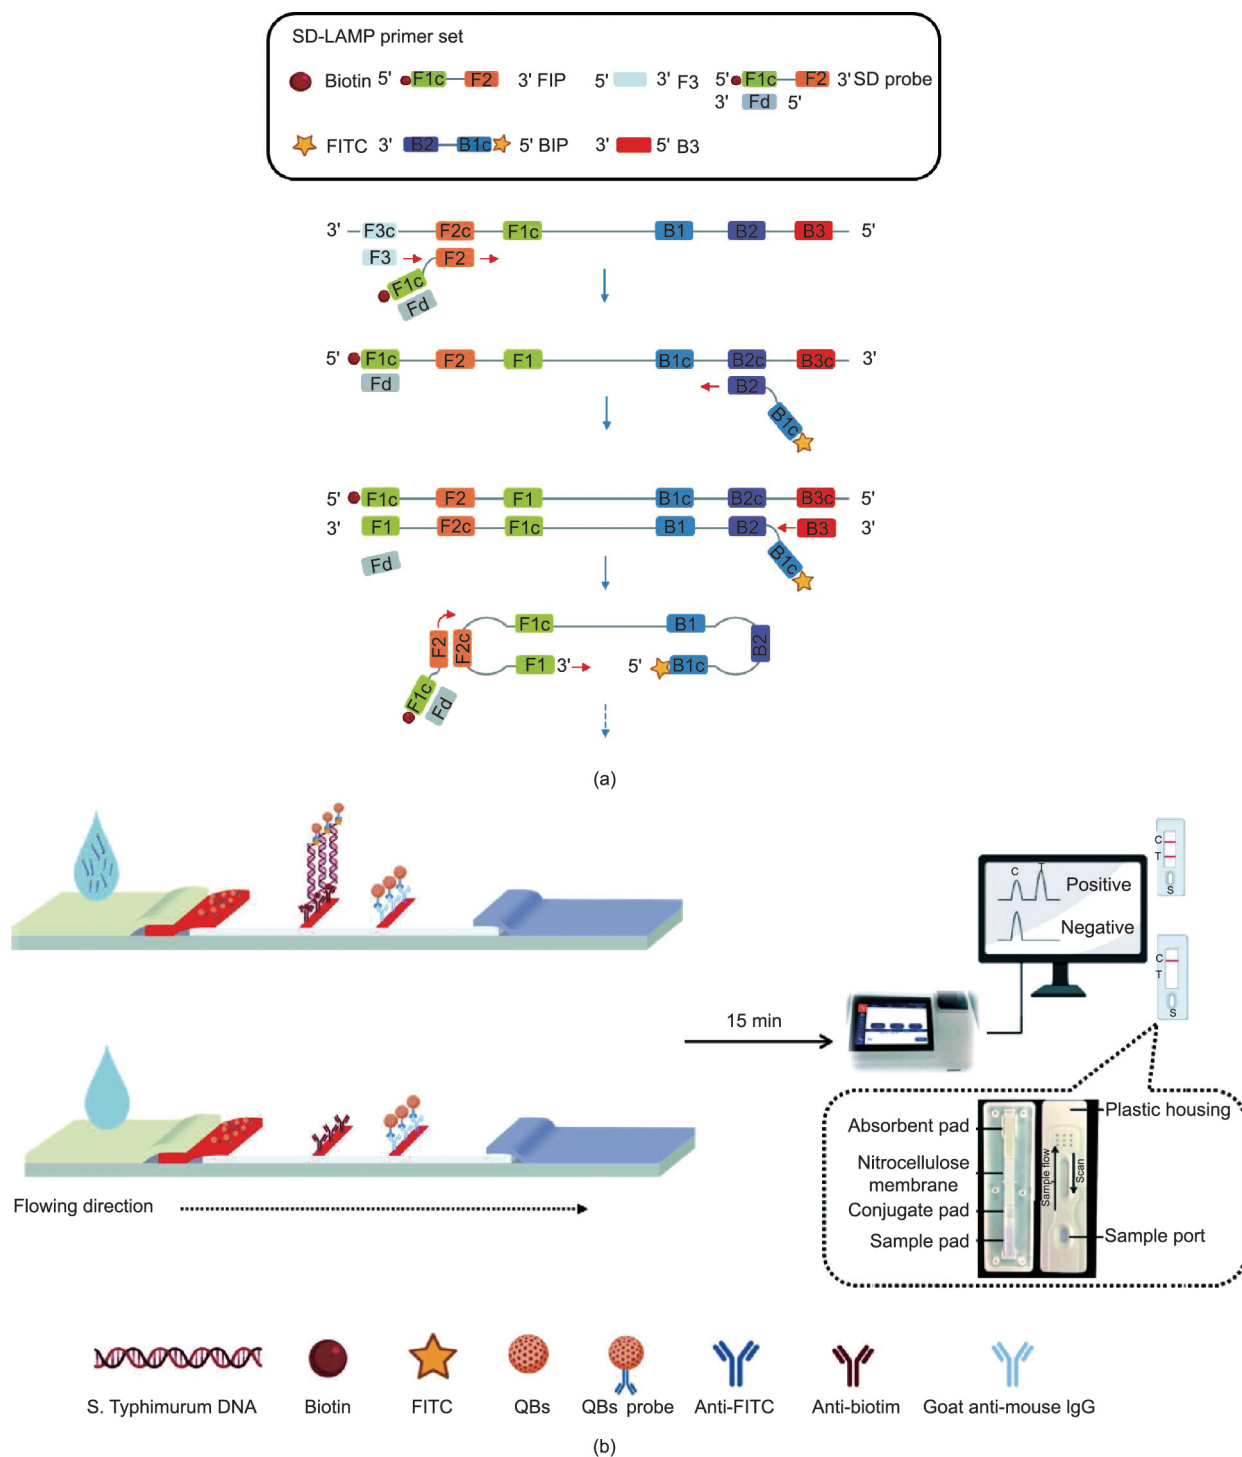 SD-LAMP primer set
Biotin 5' F1c F2 3' FIP 5' 3' F3 5' F1c F2 3' SD probe
3' Fd 5'
FITC 3' B2 B1c 5' BIP 3' 5' B3
3' F3c F2c F1c B1 B2 B3 5'
F3 F2
F1c
Fd
5' F1c F2 F1 B1c B2c B3c 3'
Fd B2
B1c
5' F1c F2 F1 B1c B2c B3c 5'
3' F1 F2c F1c B1 B2 B3 3'
Fd B1c
F1c B1
F2 F2c B2
F1 3' 5' B1c
F1c Fd
(a)
C T
Positive
Negative
C
T
S
C
T
S
15 min
Flowing direction
Absorbent pad
Nitrocellulose
membrane
Conjugate pad
Sample pad
Sample flow
Scan
Plastic housing
Sample port
S. Typhimurum DNA Biotin FITC QBs QBs probe Anti-FITC Anti-biotim Goat anti-mouse IgG
(b)